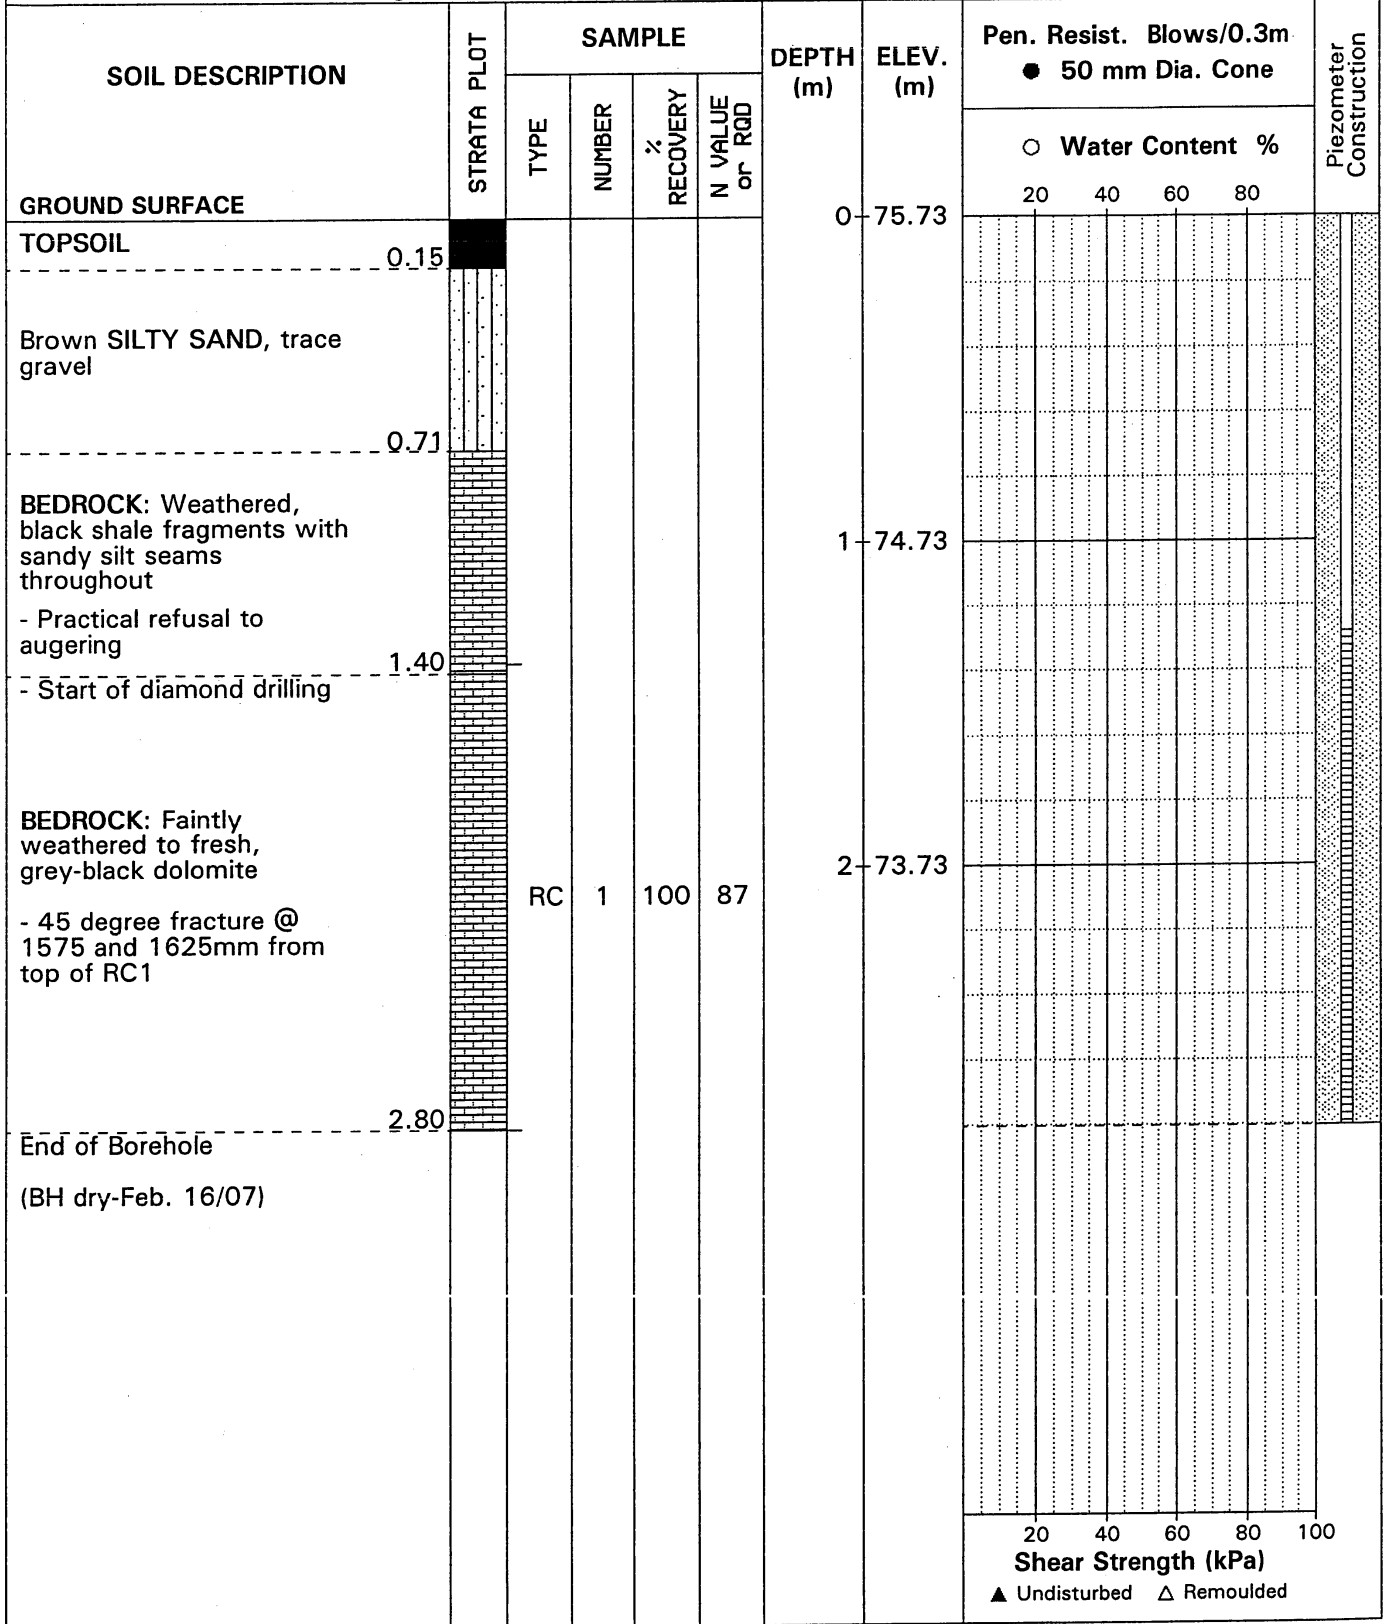 SOIL DESCRIPTION
GROUND SURFACE
STRATA PLOT
SAMPLE
TYPE
NUMBER
% RECOVERY
N VALUE or RQD
DEPTH
(m)
ELEV.
(m)
Pen. Resist. Blows/0.3m
● 50 mm Dia. Cone
○ Water Content %
20 40 60 80
Piezometer
Construction
0 75.73
TOPSOIL
0.15
Brown SILTY SAND, trace
gravel
0.71
BEDROCK: Weathered,
black shale fragments with
sandy silt seams
throughout
1 74.73
- Practical refusal to
augering
1.40
- Start of diamond drilling
BEDROCK: Faintly
weathered to fresh,
grey-black dolomite
2 73.73
RC 1 100 87
- 45 degree fracture @
1575 and 1625mm from
top of RC1
2.80
End of Borehole
(BH dry-Feb. 16/07)
20 40 60 80 100
Shear Strength (kPa)
▲ Undisturbed △ Remoulded